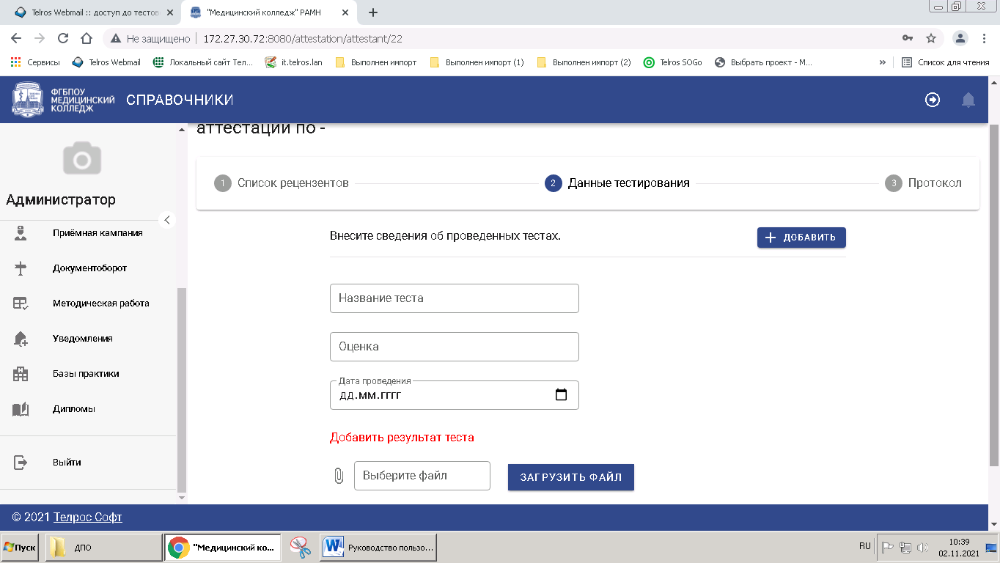 Telros Webmail :: доступ до тестов
"Медицинский колледж" РАМН
Не защищено
172.27.30.72:8080/attestation/attestant/22
Сервисы
Telros Webmail
Локальный сайт Тел...
it.telros.lan
Выполнен импорт
Выполнен импорт (1)
Выполнен импорт (2)
Telros SOGo
Выбрать проект - M...
»
Список для чтения
ФГБПОУ
МЕДИЦИНСКИЙ
КОЛЛЕДЖ
СПРАВОЧНИКИ
аттестации по -
Администратор
Приёмная кампания
Документооборот
Методическая работа
Уведомления
Базы практики
Дипломы
Выйти
1 Список рецензентов
2 Данные тестирования
3 Протокол
Внесите сведения об проведенных тестах.
+ ДОБАВИТЬ
Название теста
Оценка
Дата проведения
дд.мм.гггг
Добавить результат теста
Выберите файл
ЗАГРУЗИТЬ ФАЙЛ
© 2021 Телрос Софт
Пуск
ДПО
"Медицинский ко...
Руководство пользо...
RU
10:39
02.11.2021